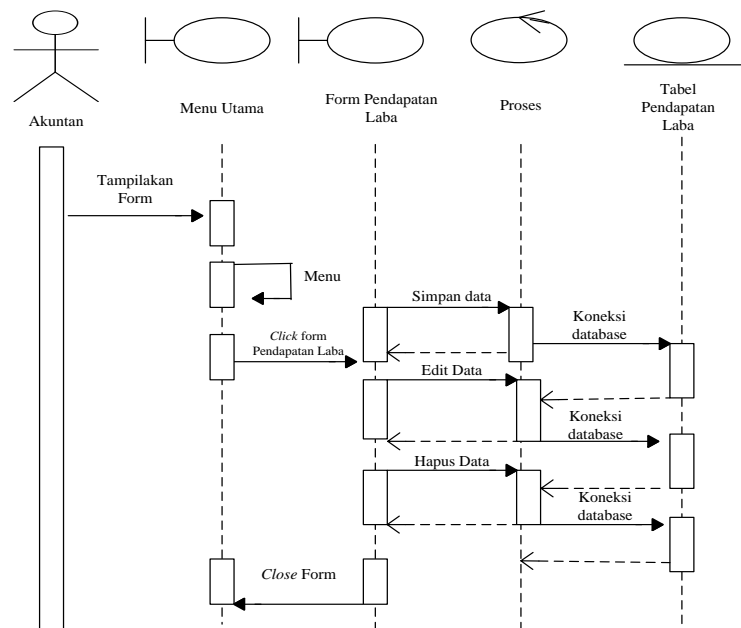 Akuntan
Menu Utama
Form Pendapatan
Laba
Proses
Tabel
Pendapatan
Laba
Tampilakan
Form
Menu
Simpan data
Koneksi
database
Click form
Pendapatan Laba
Edit Data
Koneksi
database
Hapus Data
Koneksi
database
Close Form